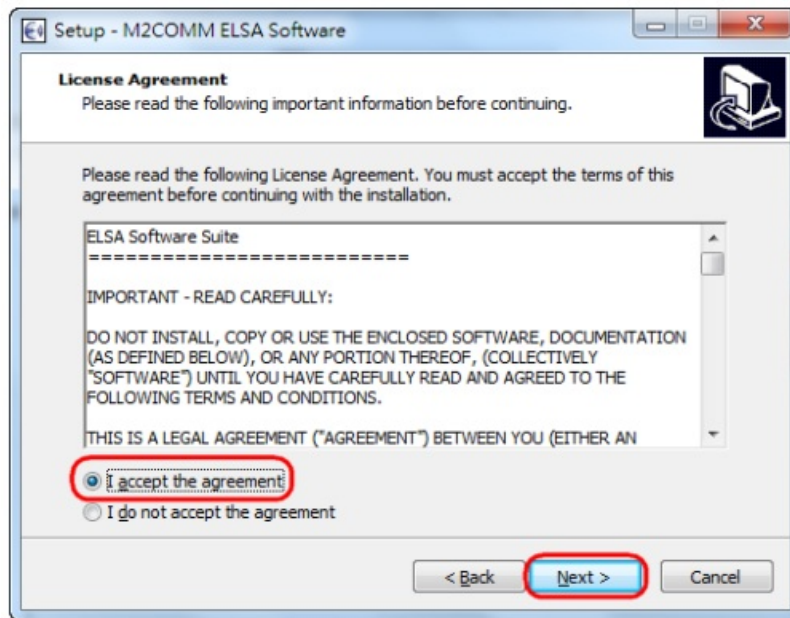 Setup - M2COMM ELSA Software
License Agreement
Please read the following important information before continuing.
Please read the following License Agreement. You must accept the terms of this
agreement before continuing with the installation.
ELSA Software Suite
==========================
IMPORTANT - READ CAREFULLY:
DO NOT INSTALL, COPY OR USE THE ENCLOSED SOFTWARE, DOCUMENTATION
(AS DEFINED BELOW), OR ANY PORTION THEREOF, (COLLECTIVELY
"SOFTWARE") UNTIL YOU HAVE CAREFULLY READ AND AGREED TO THE
FOLLOWING TERMS AND CONDITIONS.
THIS IS A LEGAL AGREEMENT ("AGREEMENT") BETWEEN YOU (EITHER AN
I accept the agreement
I do not accept the agreement
< Back Next > Cancel